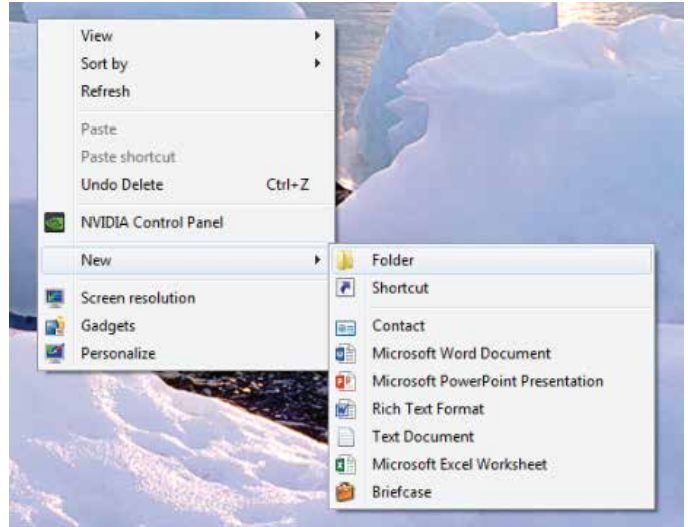 View
Sort by
Refresh
Paste
Paste shortcut
Undo Delete Ctrl+Z
NVIDIA Control Panel
New
Screen resolution
Gadgets
Personalize
Folder
Shortcut
Contact
Microsoft Word Document
Microsoft PowerPoint Presentation
Rich Text Format
Text Document
Microsoft Excel Worksheet
Briefcase